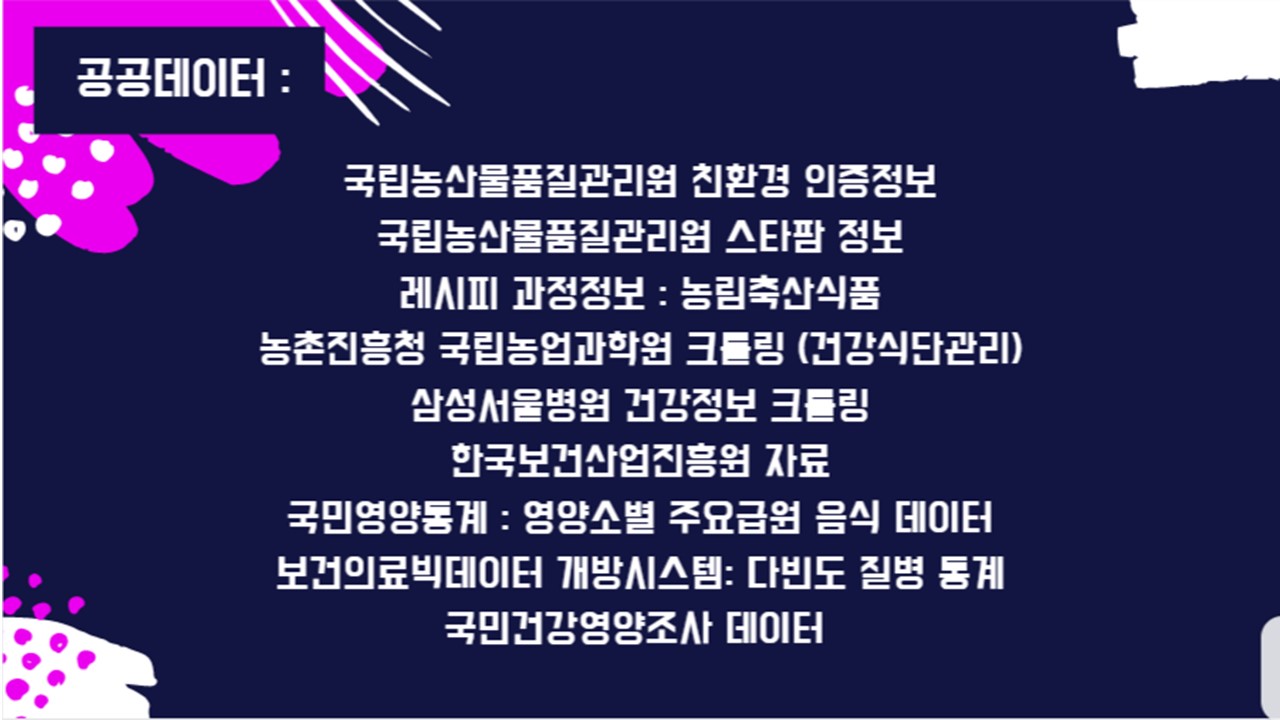 공공데이터 :
국립농산물품질관리원 친환경 인증정보
국립농산물품질관리원 스타팜 정보
레시피 과정정보 : 농림축산식품
농촌진흥청 국립농업과학원 크롤링 (건강식단관리)
삼성서울병원 건강정보 크롤링
한국보건산업진흥원 자료
국민영양통계 : 영양소별 주요급원 음식 데이터
보건의료빅데이터 개방시스템: 다빈도 질병 통계
국민건강영양조사 데이터